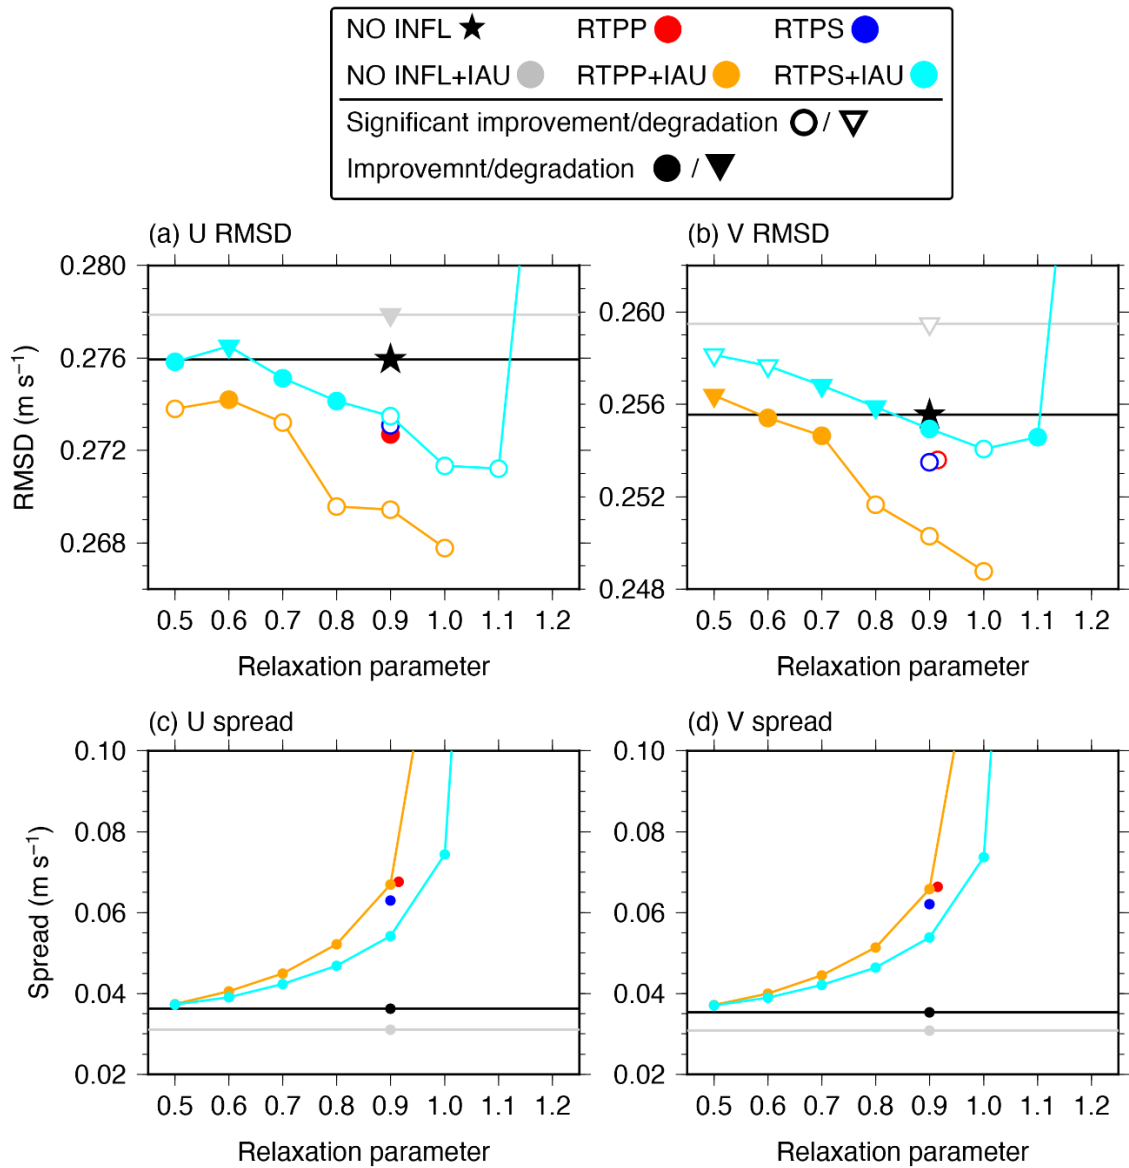 NO INFL RTPP RTPS
NO INFL+IAU RTPP+IAU RTPS+IAU
Significant improvement/degradation /
Improvemnt/degradation /
(a) U RMSD
0.280
0.276
0.272
0.268
RMSD (m s⁻¹)
0.5 0.6 0.7 0.8 0.9 1.0 1.1 1.2
Relaxation parameter
(b) V RMSD
0.260
0.256
0.252
0.248
0.5 0.6 0.7 0.8 0.9 1.0 1.1 1.2
Relaxation parameter
(c) U spread
0.10
0.08
0.06
0.04
0.02
Spread (m s⁻¹)
0.5 0.6 0.7 0.8 0.9 1.0 1.1 1.2
Relaxation parameter
(d) V spread
0.10
0.08
0.06
0.04
0.02
0.5 0.6 0.7 0.8 0.9 1.0 1.1 1.2
Relaxation parameter